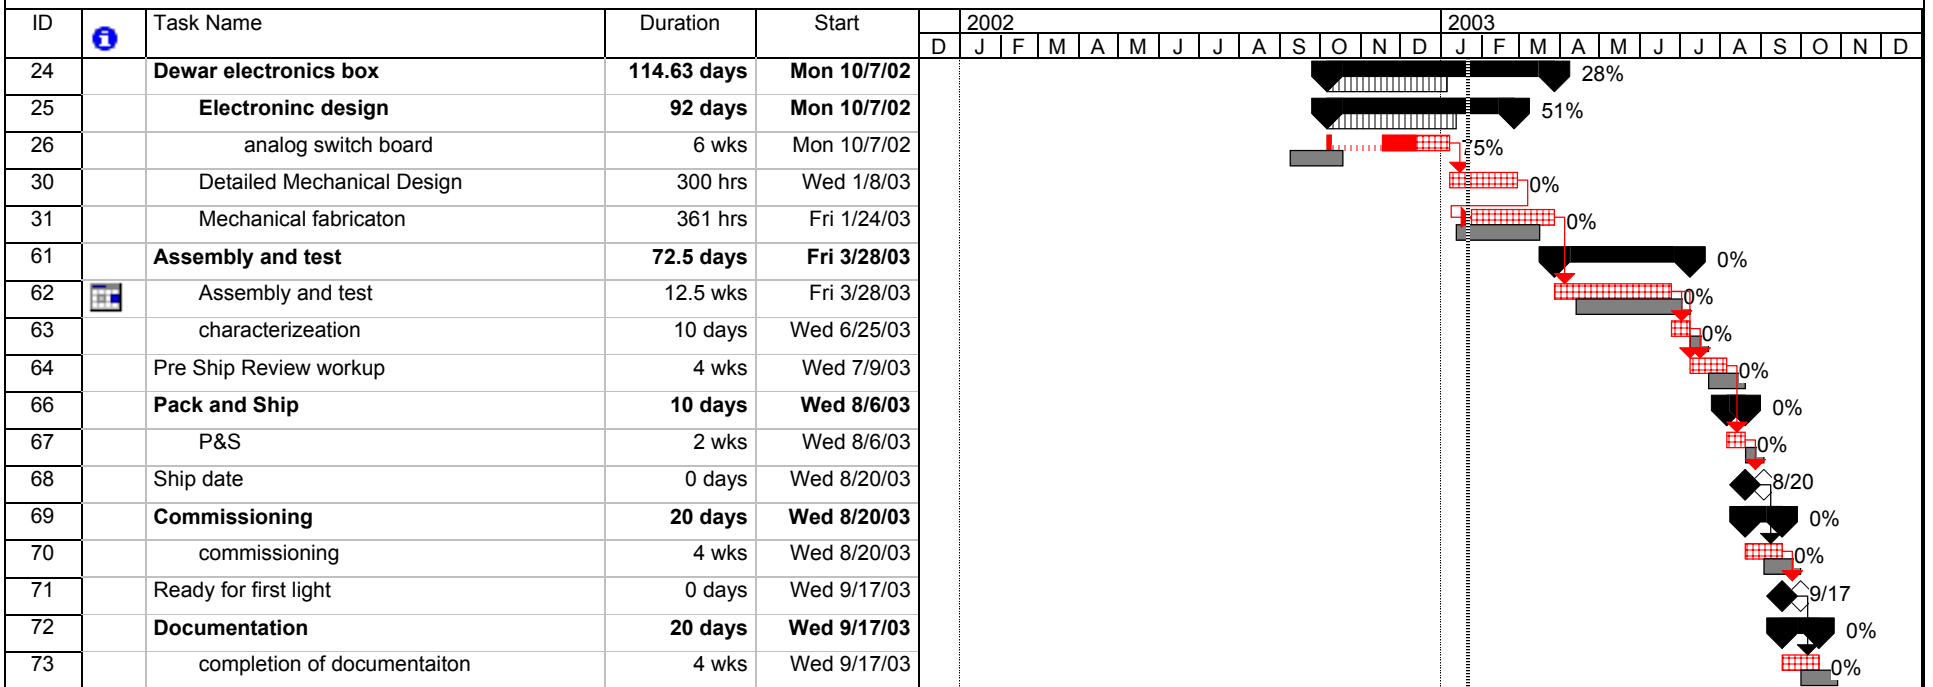 ID Task Name Duration Start 2002 2003
D J F M A M J J A S O N D J F M A M J J A S O N D
24 Dewar electronics box 114.63 days Mon 10/7/02 28%
25 Electroninc design 92 days Mon 10/7/02 51%
26 analog switch board 6 wks Mon 10/7/02 75%
30 Detailed Mechanical Design 300 hrs Wed 1/8/03 0%
31 Mechanical fabricaton 361 hrs Fri 1/24/03 0%
61 Assembly and test 72.5 days Fri 3/28/03 0%
62 Assembly and test 12.5 wks Fri 3/28/03 0%
63 characterizeation 10 days Wed 6/25/03 0%
64 Pre Ship Review workup 4 wks Wed 7/9/03 0%
66 Pack and Ship 10 days Wed 8/6/03 0%
67 P&S 2 wks Wed 8/6/03 0%
68 Ship date 0 days Wed 8/20/03 8/20
69 Commissioning 20 days Wed 8/20/03 0%
70 commissioning 4 wks Wed 8/20/03 0%
71 Ready for first light 0 days Wed 9/17/03 9/17
72 Documentation 20 days Wed 9/17/03 0%
73 completion of documentaiton 4 wks Wed 9/17/03 0%